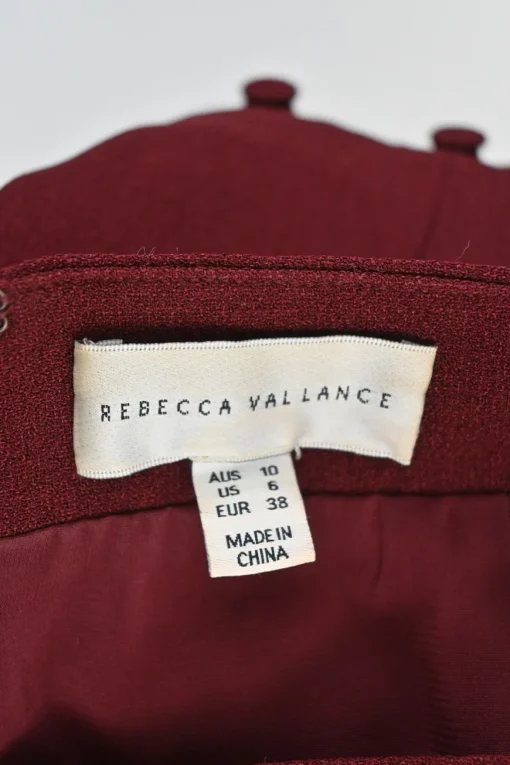 REBECCA VALLANCE
AUS 10
US 6
EUR 38
MADE IN
CHINA